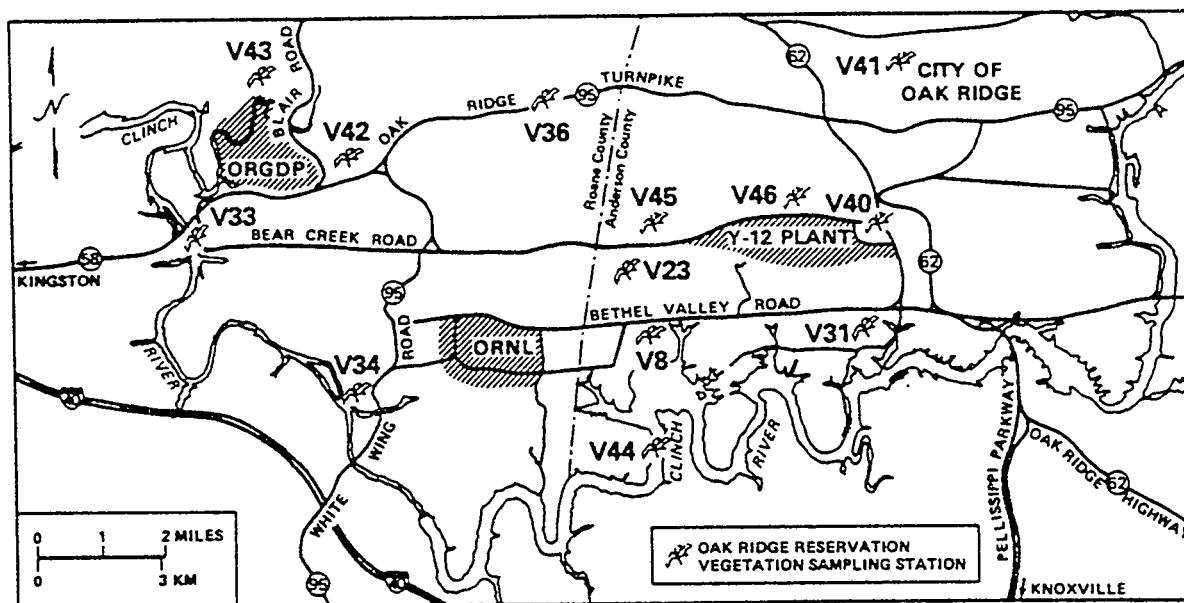 V43
BLAIR ROAD
62
V41
CITY OF
OAK RIDGE
N
CLINCH
V42
OAK RIDGE TURNPIKE
95
95
V36
ORGDP
Roane County
Anderson County
V45
V46
V40
V33
BEAR CREEK ROAD
Y-12 PLANT
58
KINGSTON
V23
62
95
BETHEL VALLEY ROAD
RIVER
ORNL
V31
V8
V34
40
WHITE WING ROAD
V44
CLINCH RIVER
PELLISSIPPI PARKWAY
OAK RIDGE HIGHWAY
62
0 1 2 MILES
0 3 KM
95
40
OAK RIDGE RESERVATION
VEGETATION SAMPLING STATION
KNOXVILLE